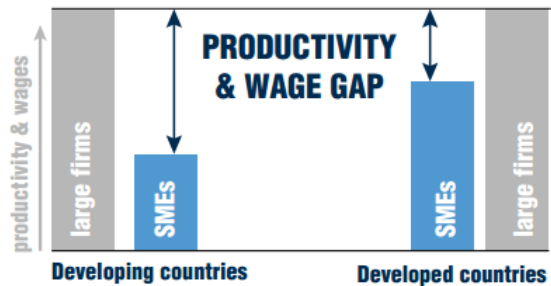 PRODUCTIVITY
& WAGE GAP
productivity & wages
large firms
SMEs
SMEs
large firms
Developing countries
Developed countries